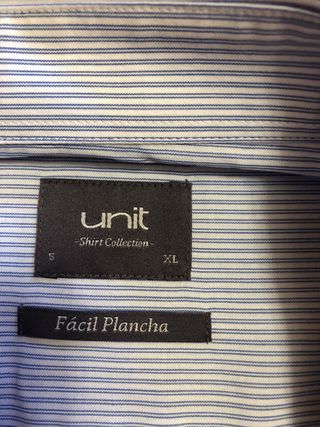 unit
-Shirt Collection-
5 XL
Fácil Plancha